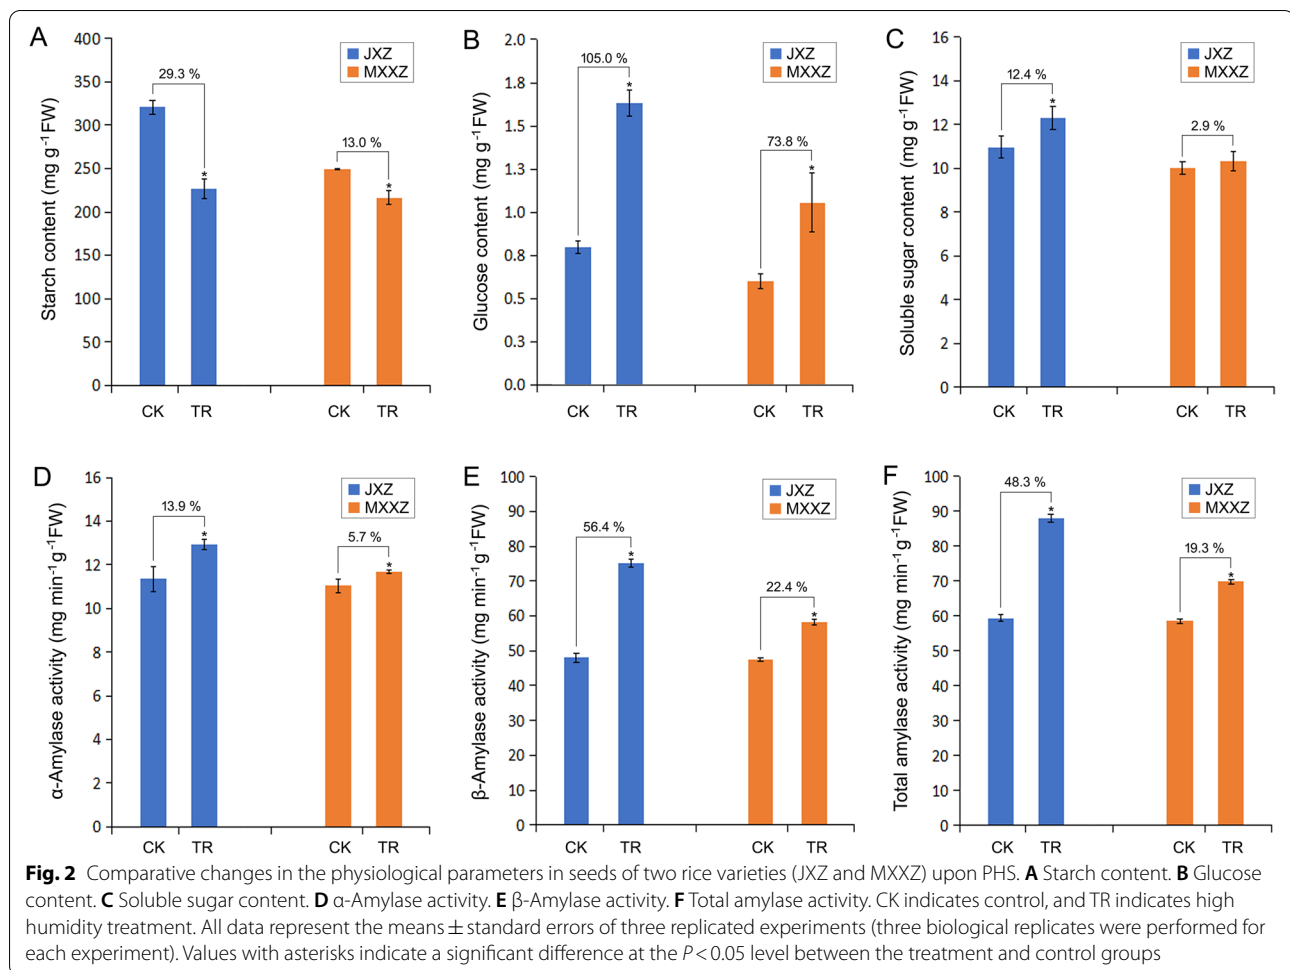 A
400
350
300
250
200
150
100
50
0
Starch content (mg g⁻¹FW)
JXZ
MXXZ
29.3 %
*
13.0 %
*
CK TR CK TR
B
2.0
1.8
1.5
1.3
1.0
0.8
0.5
0.3
0.0
Glucose content (mg g⁻¹FW)
JXZ
MXXZ
105.0 %
*
73.8 %
*
CK TR CK TR
C
16
14
12
10
8
6
4
2
0
Soluble sugar content (mg g⁻¹FW)
JXZ
MXXZ
12.4 %
*
2.9 %
CK TR CK TR
D
16
14
12
10
8
6
4
2
0
α-Amylase activity (mg min⁻¹g⁻¹FW)
JXZ
MXXZ
13.9 %
*
5.7 %
*
CK TR CK TR
E
100
90
80
70
60
50
40
30
20
10
0
β-Amylase activity (mg min⁻¹g⁻¹FW)
JXZ
MXXZ
56.4 %
*
22.4 %
*
CK TR CK TR
F
100
90
80
70
60
50
40
30
20
10
0
Total amylase activity (mg min⁻¹g⁻¹FW)
JXZ
MXXZ
48.3 %
*
19.3 %
*
CK TR CK TR
Fig. 2 Comparative changes in the physiological parameters in seeds of two rice varieties (JXZ and MXXZ) upon PHS. A Starch content. B Glucose
content. C Soluble sugar content. D α-Amylase activity. E β-Amylase activity. F Total amylase activity. CK indicates control, and TR indicates high
humidity treatment. All data represent the means ± standard errors of three replicated experiments (three biological replicates were performed for
each experiment). Values with asterisks indicate a significant difference at the P < 0.05 level between the treatment and control groups